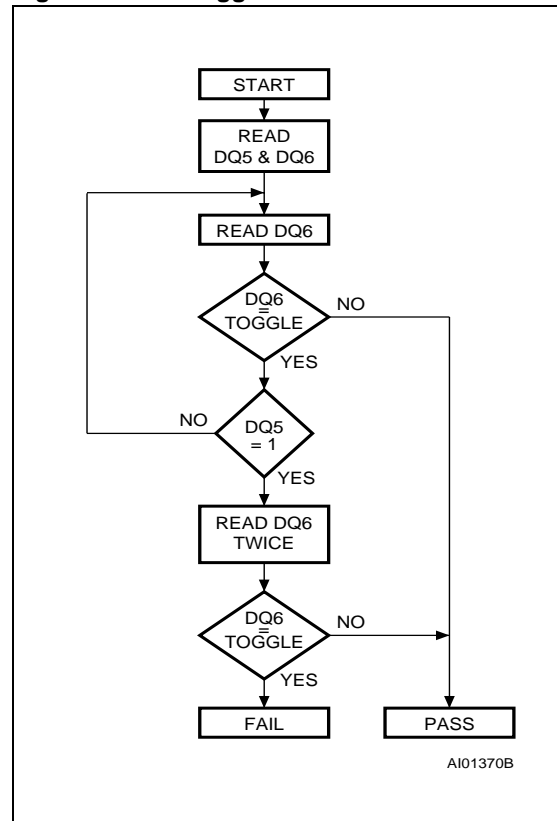 START
READ
DQ5 & DQ6
READ DQ6
DQ6
=
TOGGLE
NO
YES
NO
DQ5
= 1
YES
READ DQ6
TWICE
DQ6
=
TOGGLE
NO
YES
FAIL
PASS
AI01370B